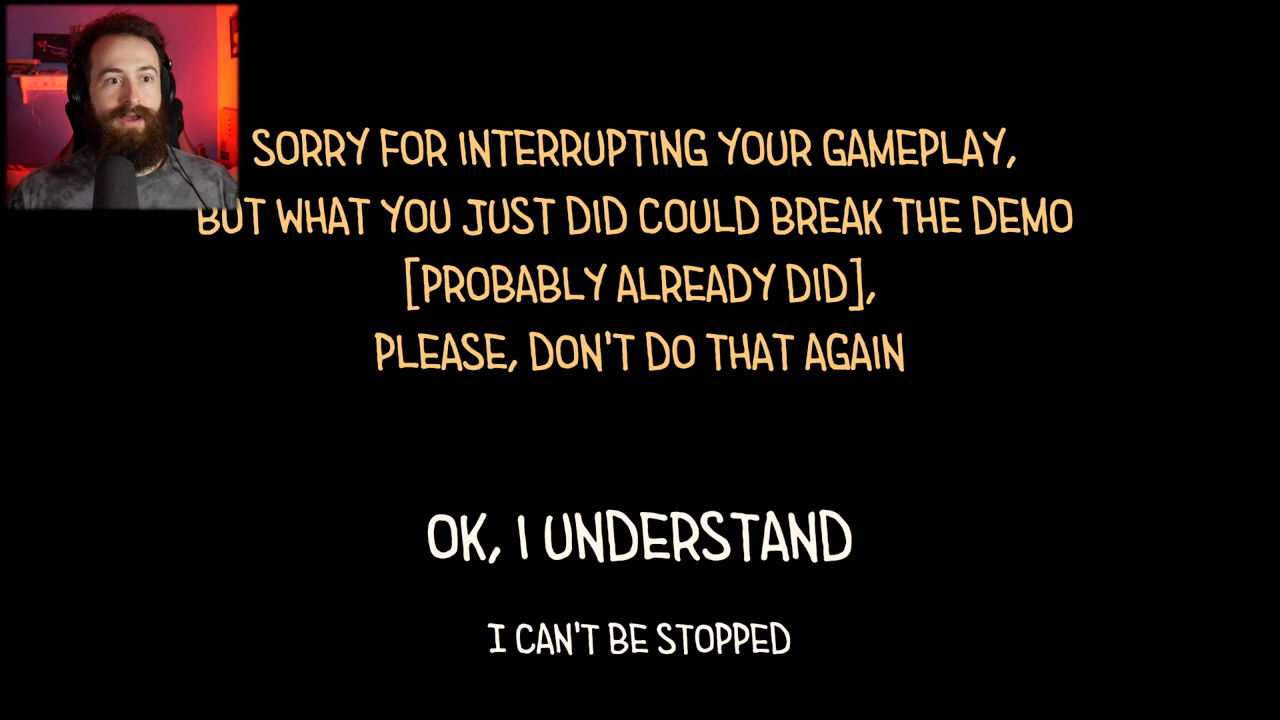 SORRY FOR INTERRUPTING YOUR GAMEPLAY,
BUT WHAT YOU JUST DID COULD BREAK THE DEMO
[PROBABLY ALREADY DID],
PLEASE, DON'T DO THAT AGAIN
OK, I UNDERSTAND
I CAN'T BE STOPPED